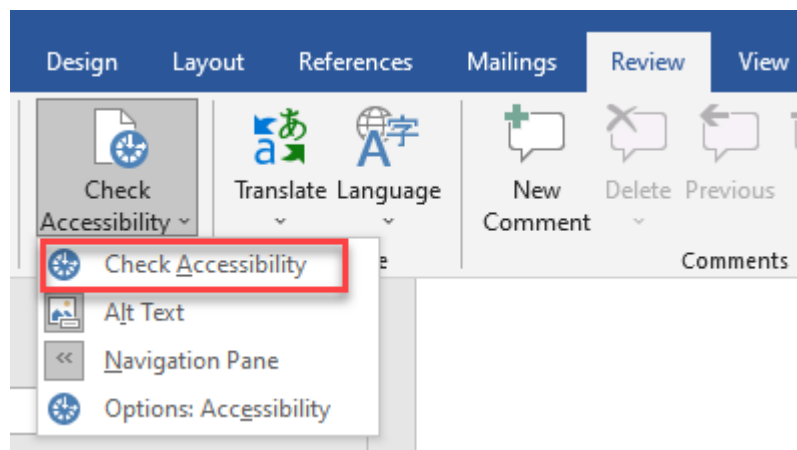 Design Layout References Mailings Review View
Check Accessibility
Translate Language
New Comment
Delete Previous
Comments
Check Accessibility
Alt Text
Navigation Pane
Options: Accessibility